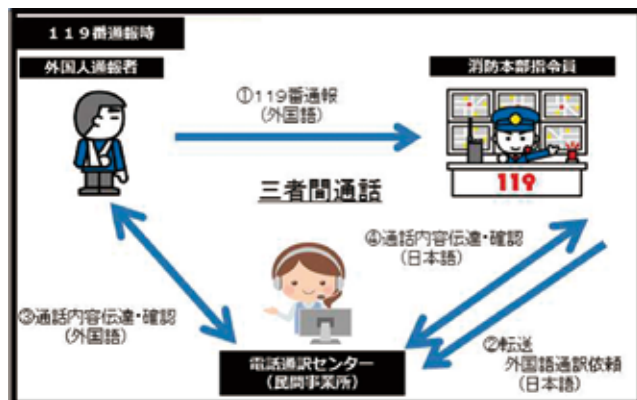 119番通報時
外国人通報者
消防本部指令員
①119番通報
(外国語)
119
三者間通話
④通話内容伝達・確認
(日本語)
③通話内容伝達・確認
(外国語)
②転送
外国語通訳依頼
(日本語)
電話通訳センター
(民間事業所)